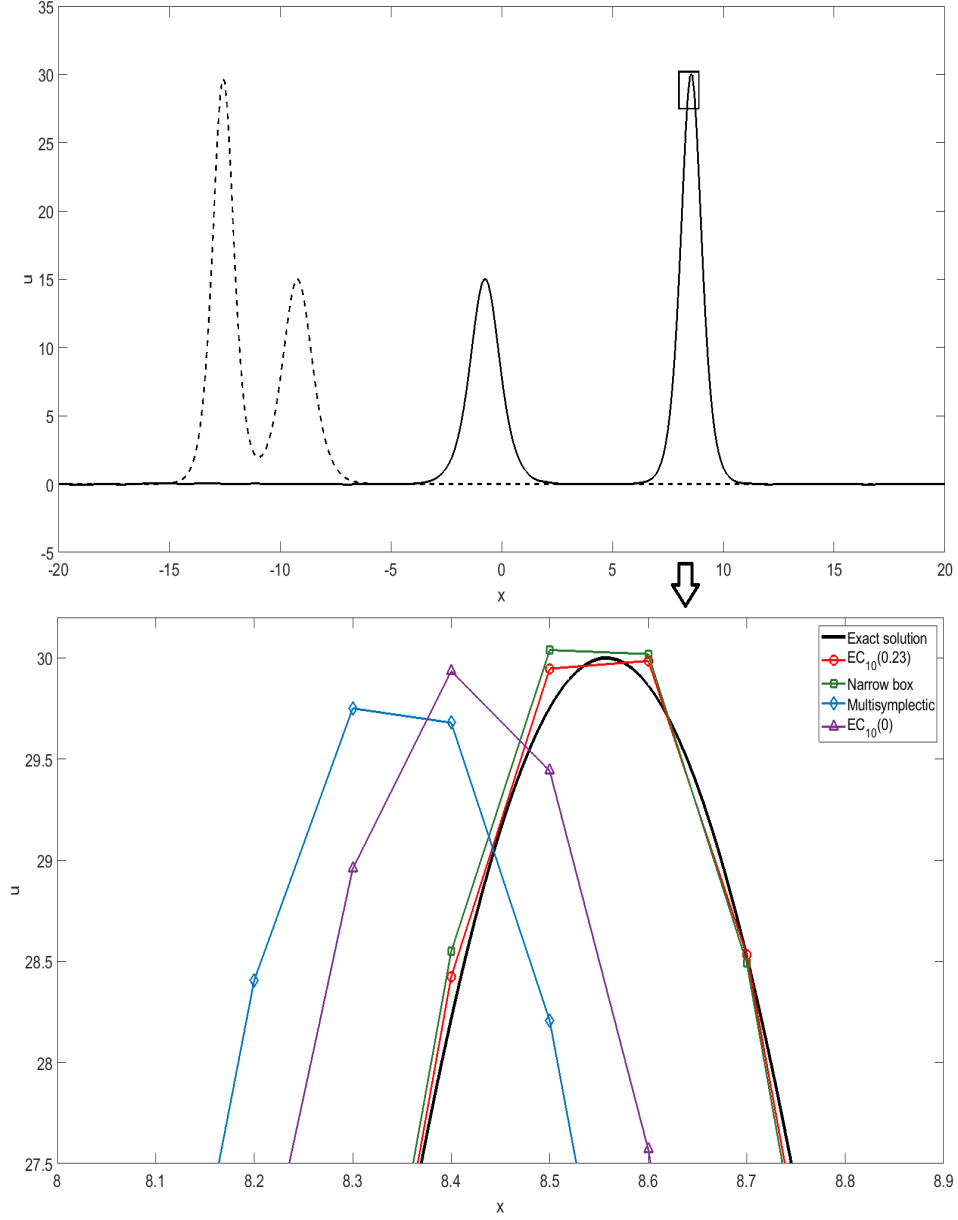 35
30
25
20
15
10
5
0
-5
u
-20 -15 -10 -5 0 5 10 15 20
x
30
29.5
29
28.5
28
27.5
u
8 8.1 8.2 8.3 8.4 8.5 8.6 8.7 8.8 8.9
x
Exact solution
EC10(0.23)
Narrow box
Multisymplectic
EC10(0)